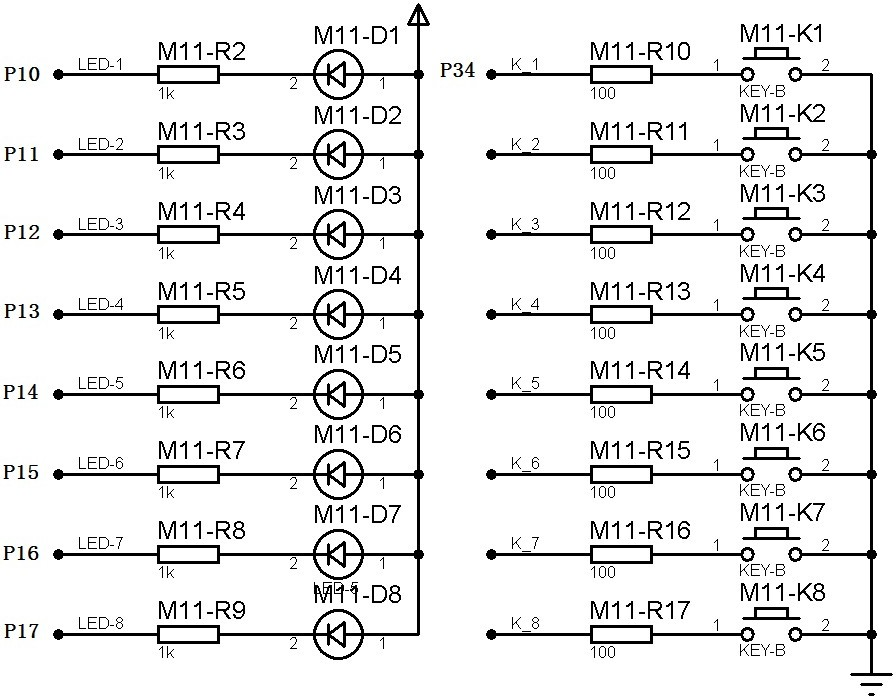 M11-D1
M11-K1
P10 LED-1 M11-R2 1k 2 1
P34 K_1 M11-R10 100 1 2 KEY-B
M11-D2
M11-K2
P11 LED-2 M11-R3 1k 2 1
K_2 M11-R11 100 1 2 KEY-B
M11-D3
M11-K3
P12 LED-3 M11-R4 1k 2 1
K_3 M11-R12 100 1 2 KEY-B
M11-D4
M11-K4
P13 LED-4 M11-R5 1k 2 1
K_4 M11-R13 100 1 2 KEY-B
M11-D5
M11-K5
P14 LED-5 M11-R6 1k 2 1
K_5 M11-R14 100 1 2 KEY-B
M11-D6
M11-K6
P15 LED-6 M11-R7 1k 2 1
K_6 M11-R15 100 1 2 KEY-B
M11-D7
M11-K7
P16 LED-7 M11-R8 1k 2 1
LED-5
K_7 M11-R16 100 1 2 KEY-B
M11-D8
M11-K8
P17 LED-8 M11-R9 1k 2 1
K_8 M11-R17 100 1 2 KEY-B